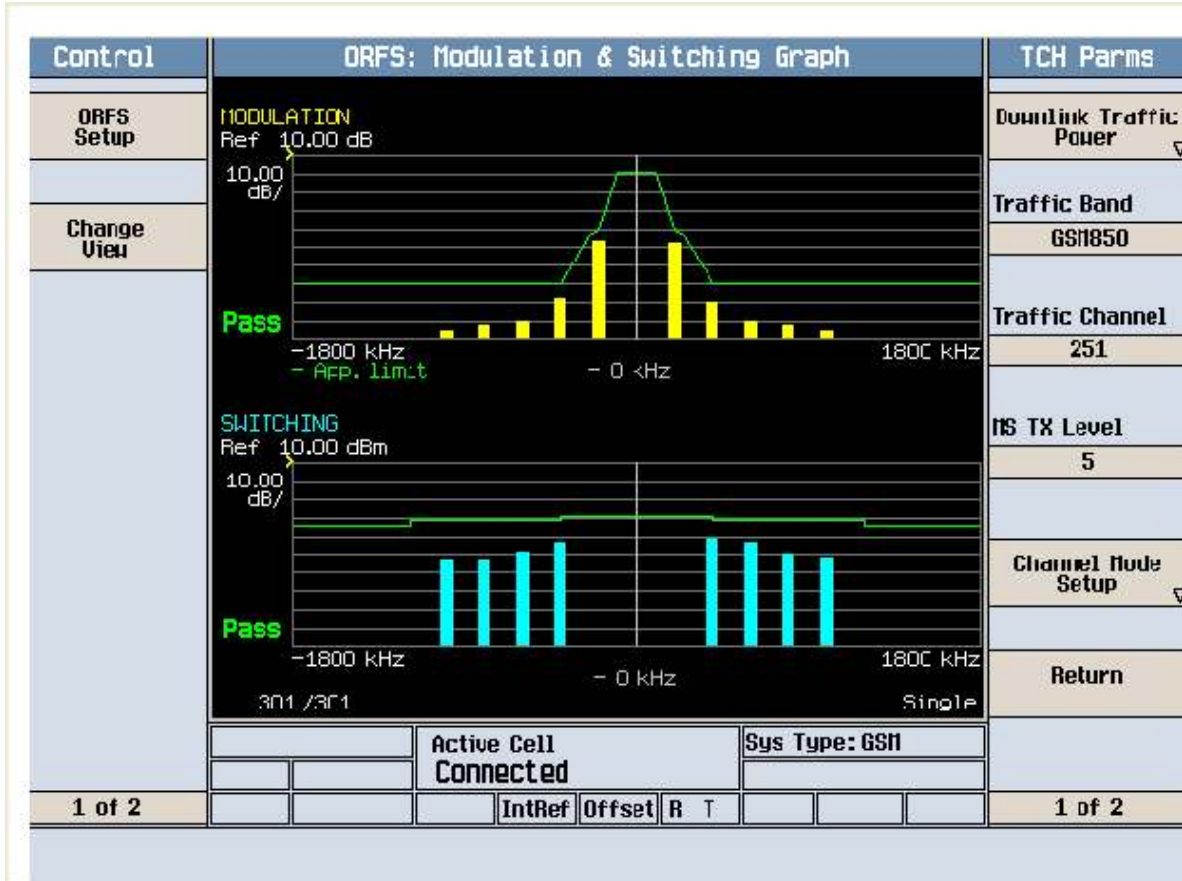 Control
ORFS: Modulation & Switching Graph
TCH Parms
ORFS
Setup
Change
View
1 of 2
MODULATION
Ref 10.00 dB
10.00
dB/
Pass
-1800 kHz
1800 kHz
- App. limit
- 0 kHz
SWITCHING
Ref 10.00 dBm
10.00
dB/
Pass
-1800 kHz
1800 kHz
- 0 kHz
301/301
Single
Active Cell
Connected
Sys Type: GSM
IntRef
Offset
R T
Downlink Traffic
Power
Traffic Band
GSM850
Traffic Channel
251
MS TX Level
5
Channel Mode
Setup
Return
1 of 2